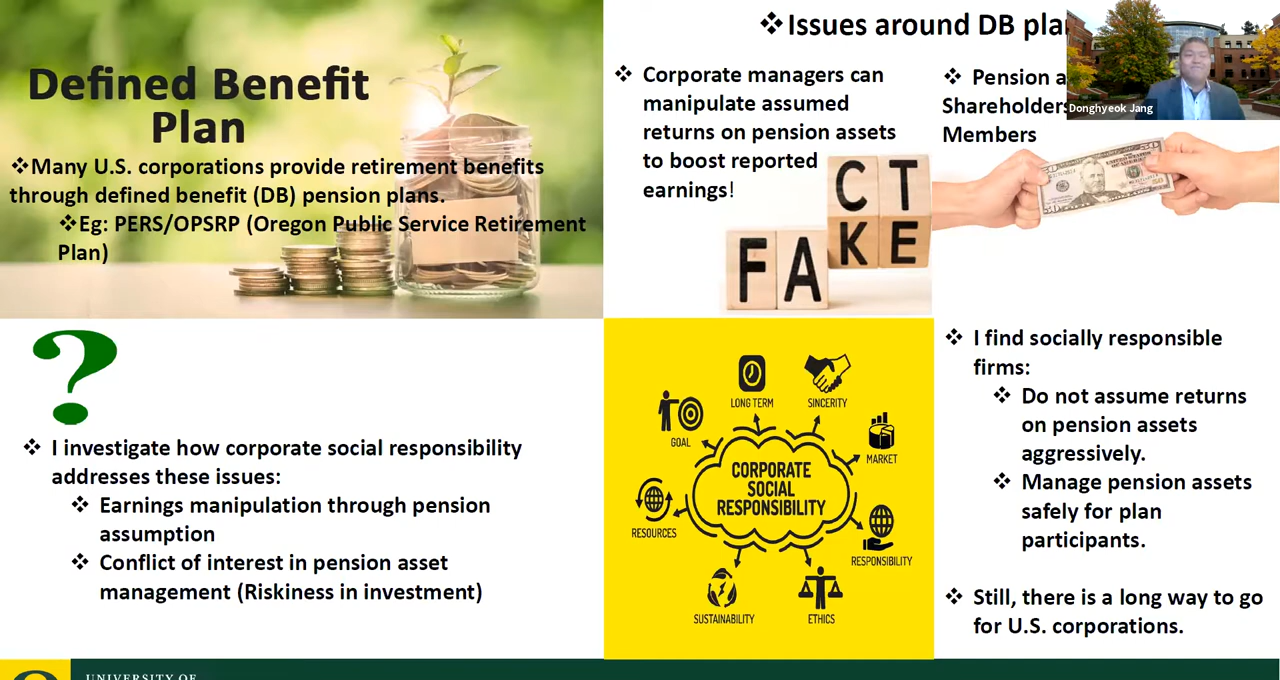 Defined Benefit
Plan
❖Many U.S. corporations provide retirement benefits
through defined benefit (DB) pension plans.
❖Eg: PERS/OPSRP (Oregon Public Service Retirement
Plan)
❖Issues around DB
❖ Corporate managers can
manipulate assumed
returns on pension assets
to boost reported
earnings!
CT
KE
FA
❖ Pension
Shareholder
Members
Donghyeok Jang
❖ I investigate how corporate social responsibility
addresses these issues:
❖ Earnings manipulation through pension
assumption
❖ Conflict of interest in pension asset
management (Riskiness in investment)
?
LONG TERM
SINCERITY
GOAL
MARKET
CORPORATE
SOCIAL
RESPONSIBILITY
RESOURCES
RESPONSIBILITY
SUSTAINABILITY
ETHICS
❖ I find socially responsible
firms:
❖ Do not assume returns
on pension assets
aggressively.
❖ Manage pension assets
safely for plan
participants.
❖ Still, there is a long way to go
for U.S. corporations.
UNIVERSITY OF